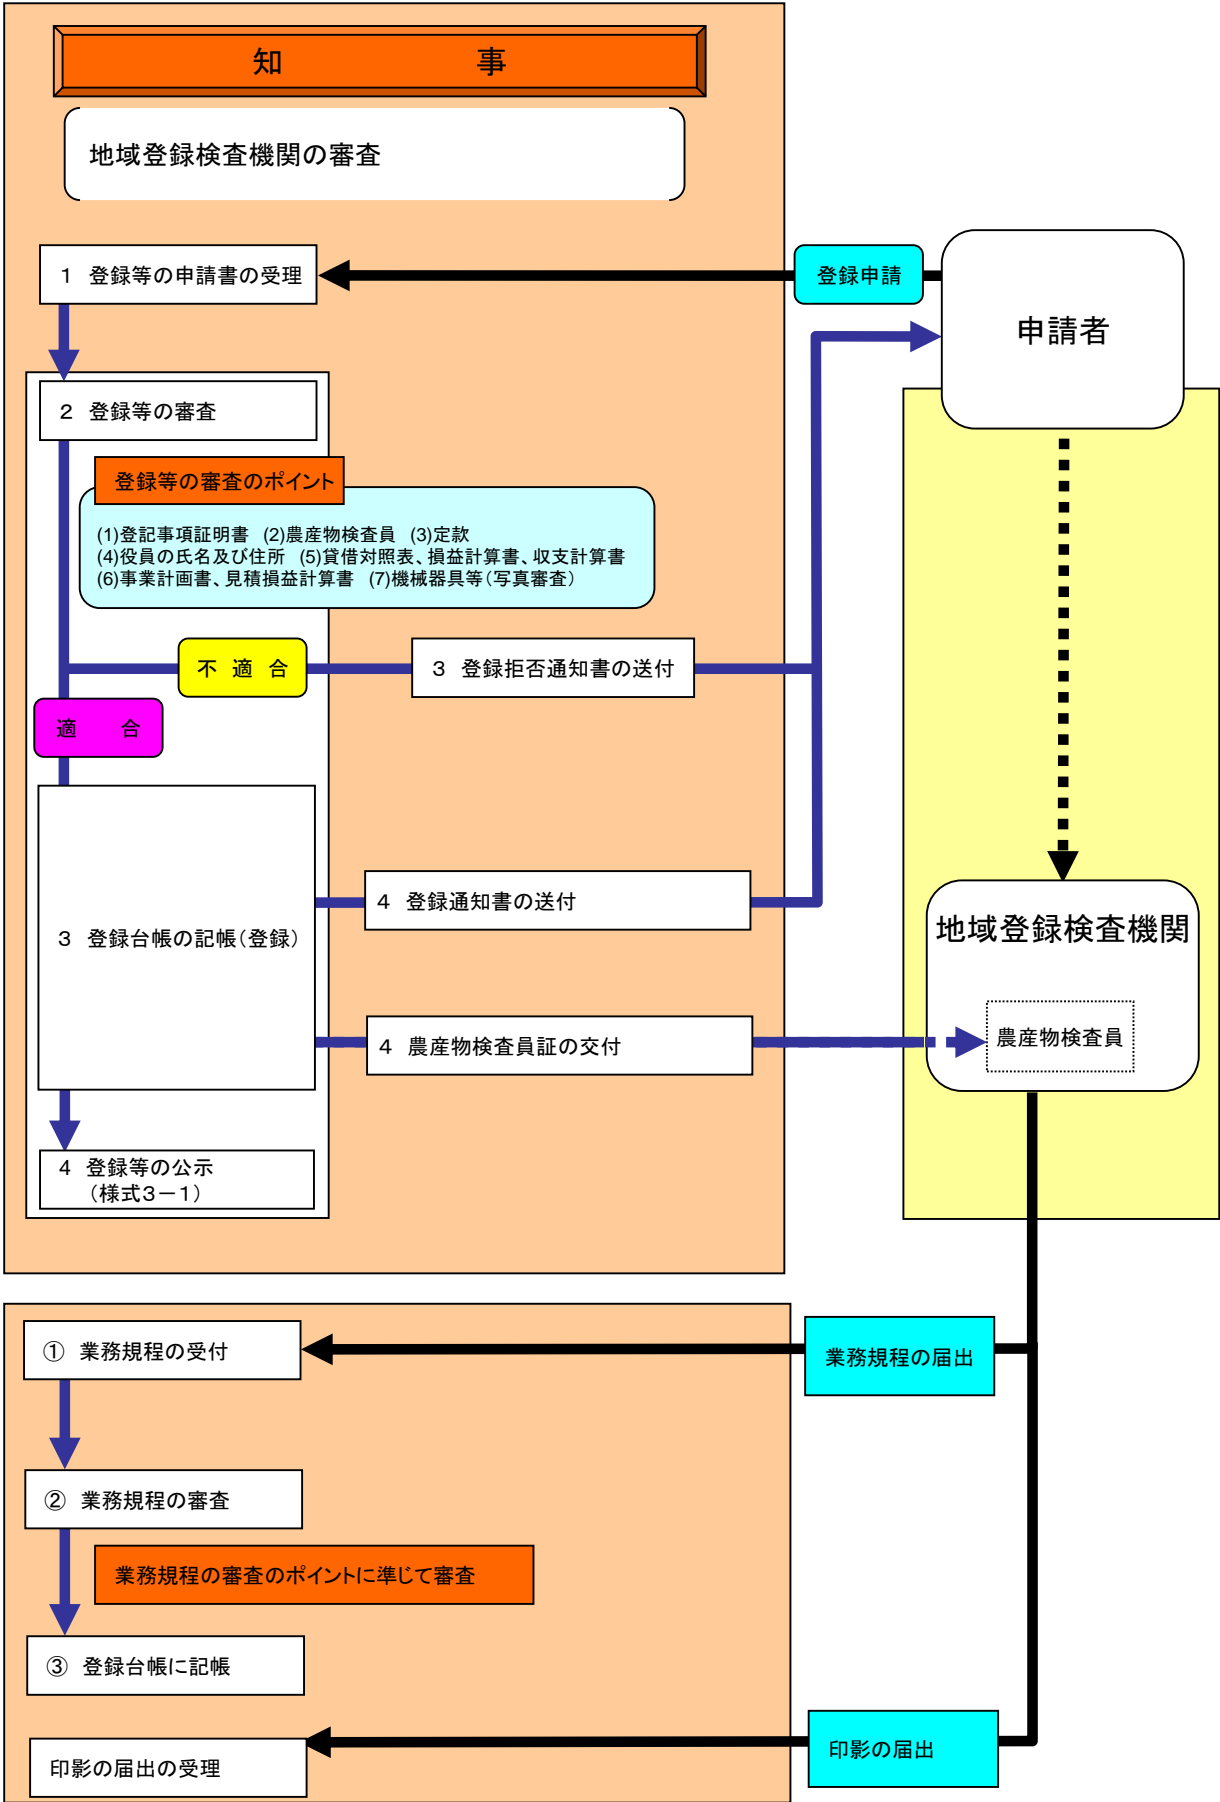 知　　　事
地域登録検査機関の審査
1 登録等の申請書の受理
登録申請
申請者
2 登録等の審査
登録等の審査のポイント
(1)登記事項証明書 (2)農産物検査員 (3)定款
(4)役員の氏名及び住所 (5)貸借対照表、損益計算書、収支計算書
(6)事業計画書、見積損益計算書 (7)機械器具等(写真審査)
不 適 合
3 登録拒否通知書の送付
適　合
4 登録通知書の送付
3 登録台帳の記帳(登録)
地域登録検査機関
農産物検査員
4 農産物検査員証の交付
4 登録等の公示
(様式3－1)
① 業務規程の受付
業務規程の届出
② 業務規程の審査
業務規程の審査のポイントに準じて審査
③ 登録台帳に記帳
印影の届出
印影の届出の受理